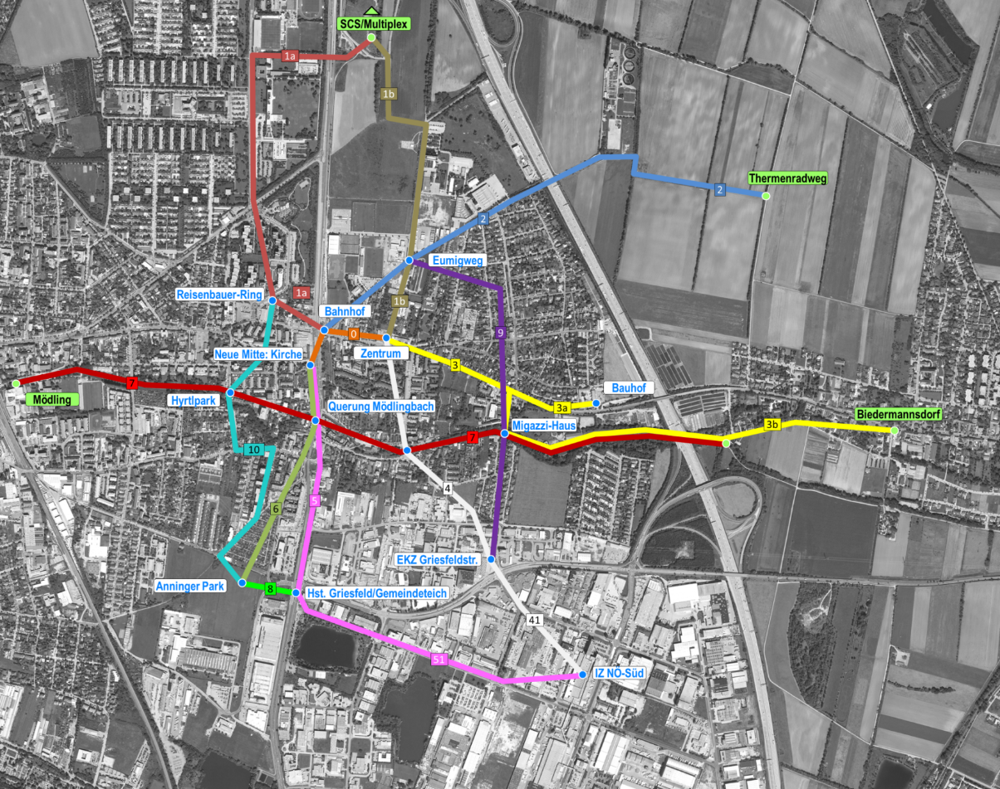 SCS/Multiplex
1a
1b
Thermenradweg
2
2
Eumigweg
Reisenbauer-Ring
1a
1b
Bahnhof
9
0
Zentrum
Neue Mitte: Kirche
3
7
Mödling
Hyrtlpark
Bauhof
3a
Querung Mödlingbach
Biedermannsdorf
3b
Migazzi-Haus
7
10
4
5
6
EKZ Griesfeldstr.
Anninger Park
8
Hst. Griesfeld/Gemeindeteich
41
51
IZ NÖ-Süd